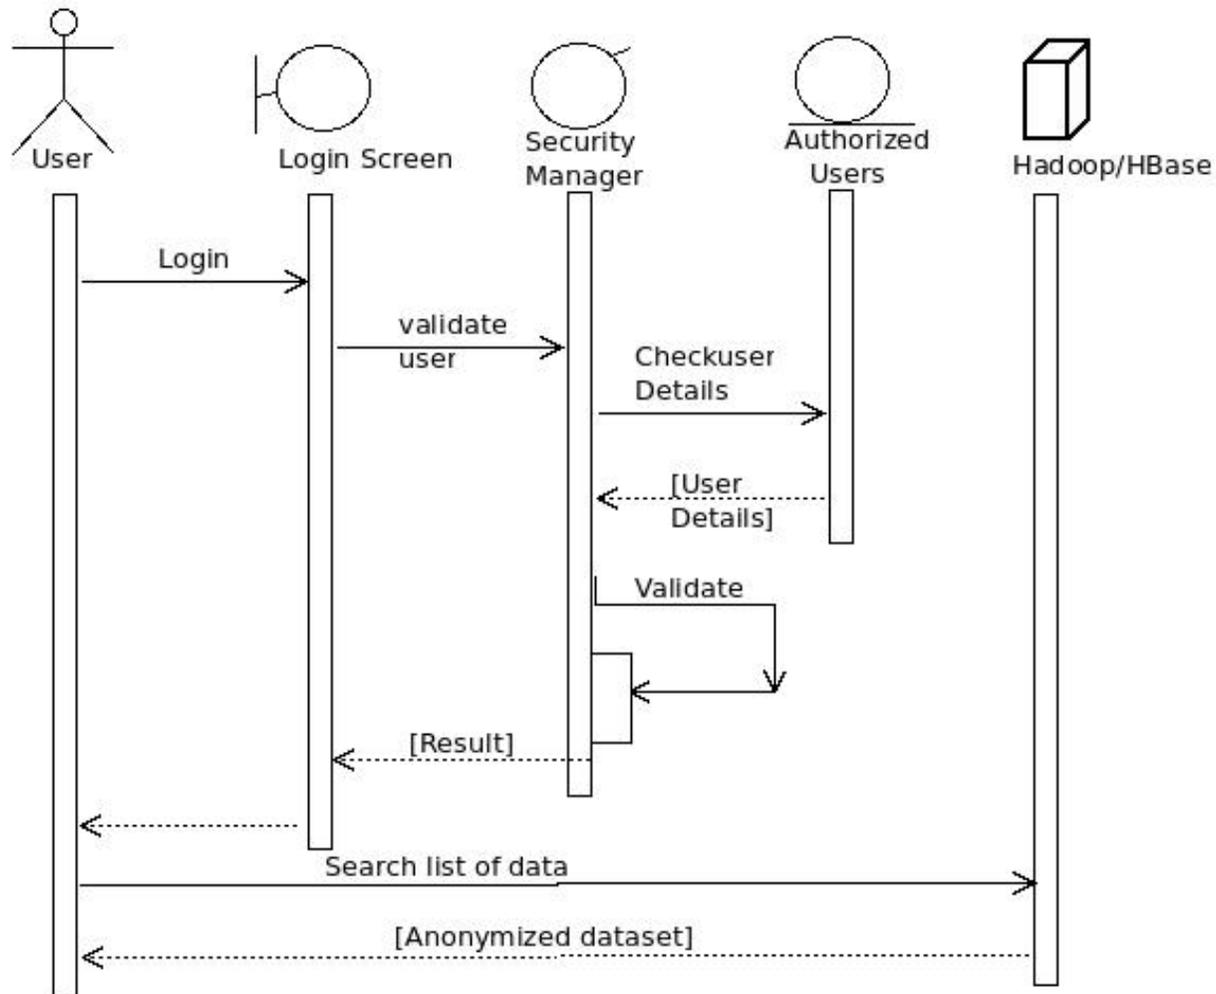 User
Login Screen
Security
Manager
Authorized
Users
Hadoop/HBase
Login
validate
user
Checkuser
Details
[User
Details]
Validate
[Result]
Search list of data
[Anonymized dataset]